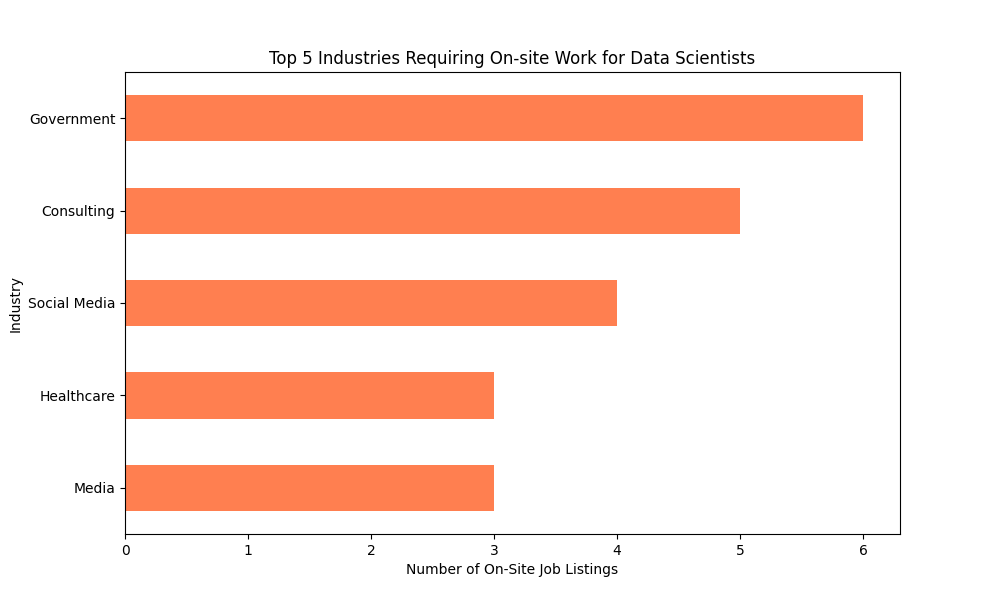 Top 5 Industries Requiring On-site Work for Data Scientists
Industry
Government
Consulting
Social Media
Healthcare
Media
0 1 2 3 4 5 6
Number of On-Site Job Listings